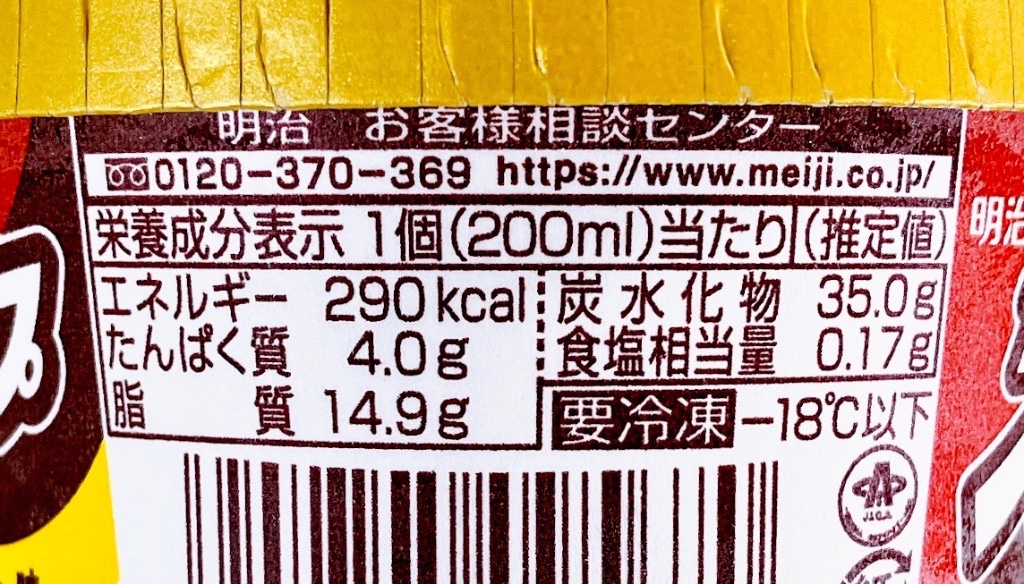 明治 お客様相談センター
0120-370-369 https://www.meiji.co.jp/
栄養成分表示 1個(200ml)当たり (推定値)
エネルギー 290kcal
たんぱく質 4.0g
脂質 14.9g
炭水化物 35.0g
食塩相当量 0.17g
要冷凍 -18℃以下
J.I.C.A.
明治